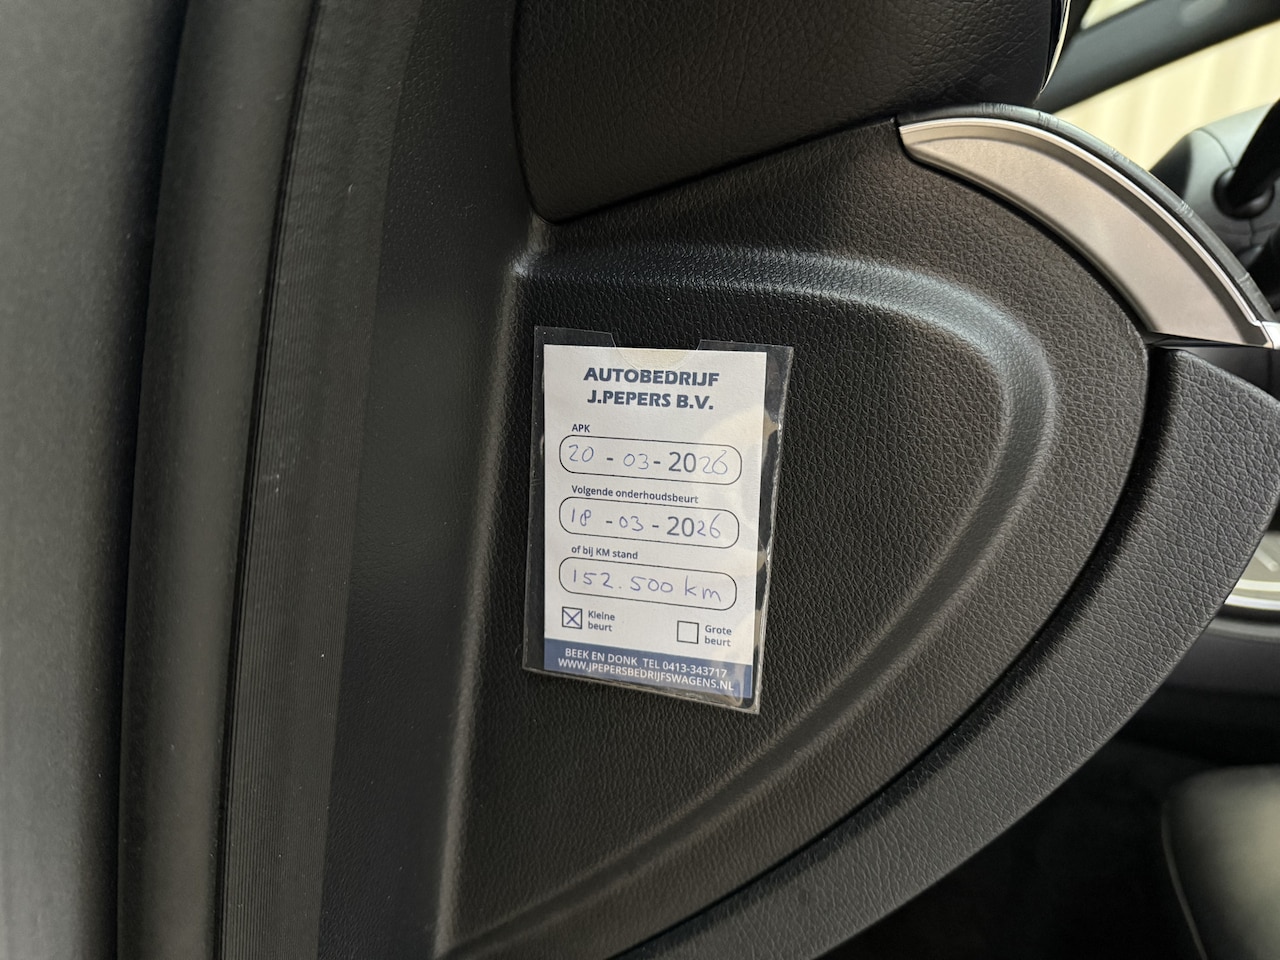 AUTOBEDRIJF
J.PEPERS B.V.
APK
20 - 03 - 2026
Volgende onderhoudsbeurt
18 - 03 - 2026
of bij KM stand
152.500 km
Kleine
beurt
Grote
beurt
BEEK EN DONK TEL 0413-343717
WWW.JPEPERSBEDRIJFSWAGENS.NL